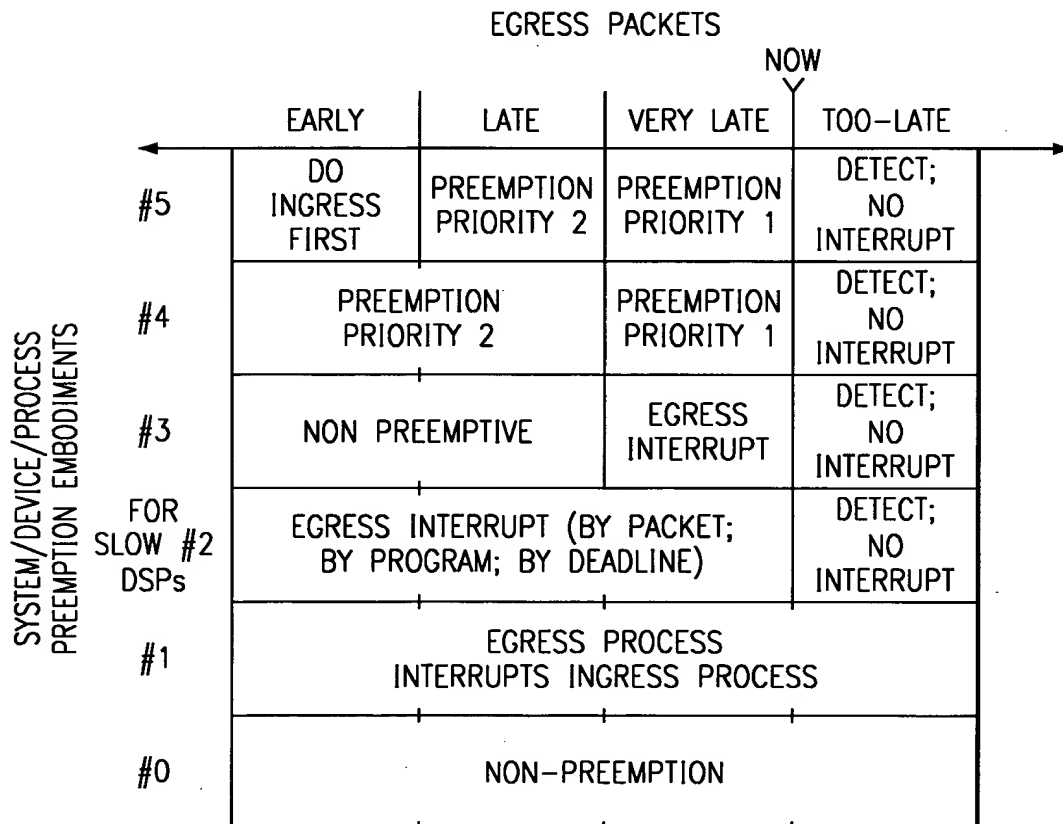 EGRESS PACKETS
NOW
EARLY LATE VERY LATE TOO-LATE
SYSTEM/DEVICE/PROCESS
PREEMPTION EMBODIMENTS
#5
DO
INGRESS
FIRST
PREEMPTION
PRIORITY 2
PREEMPTION
PRIORITY 1
DETECT;
NO
INTERRUPT
#4
PREEMPTION
PRIORITY 2
PREEMPTION
PRIORITY 1
DETECT;
NO
INTERRUPT
#3
NON PREEMPTIVE
EGRESS
INTERRUPT
DETECT;
NO
INTERRUPT
FOR
SLOW #2
DSPs
EGRESS INTERRUPT (BY PACKET;
BY PROGRAM; BY DEADLINE)
DETECT;
NO
INTERRUPT
#1
EGRESS PROCESS
INTERRUPTS INGRESS PROCESS
#0
NON-PREEMPTION